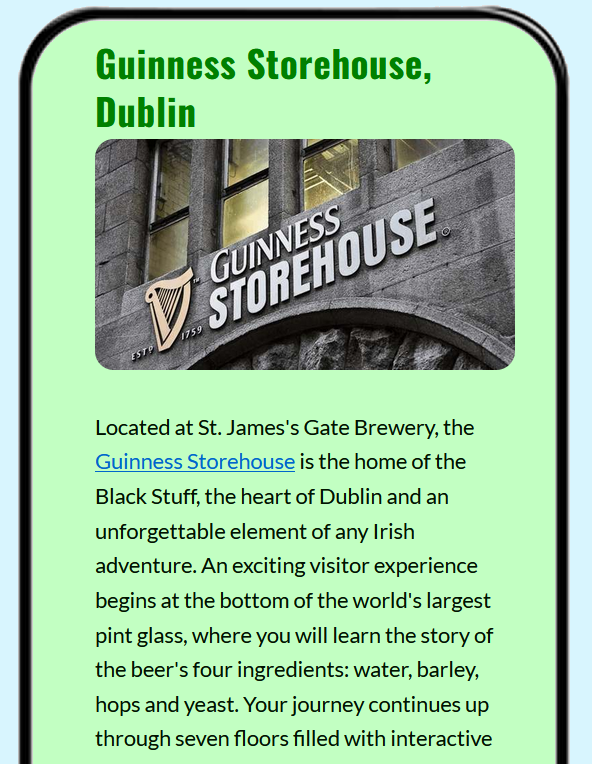 Guinness Storehouse,
Dublin
GUINNESS
STOREHOUSE
ESTD 1759
Located at St. James's Gate Brewery, the
Guinness Storehouse is the home of the
Black Stuff, the heart of Dublin and an
unforgettable element of any Irish
adventure. An exciting visitor experience
begins at the bottom of the world's largest
pint glass, where you will learn the story of
the beer's four ingredients: water, barley,
hops and yeast. Your journey continues up
through seven floors filled with interactive